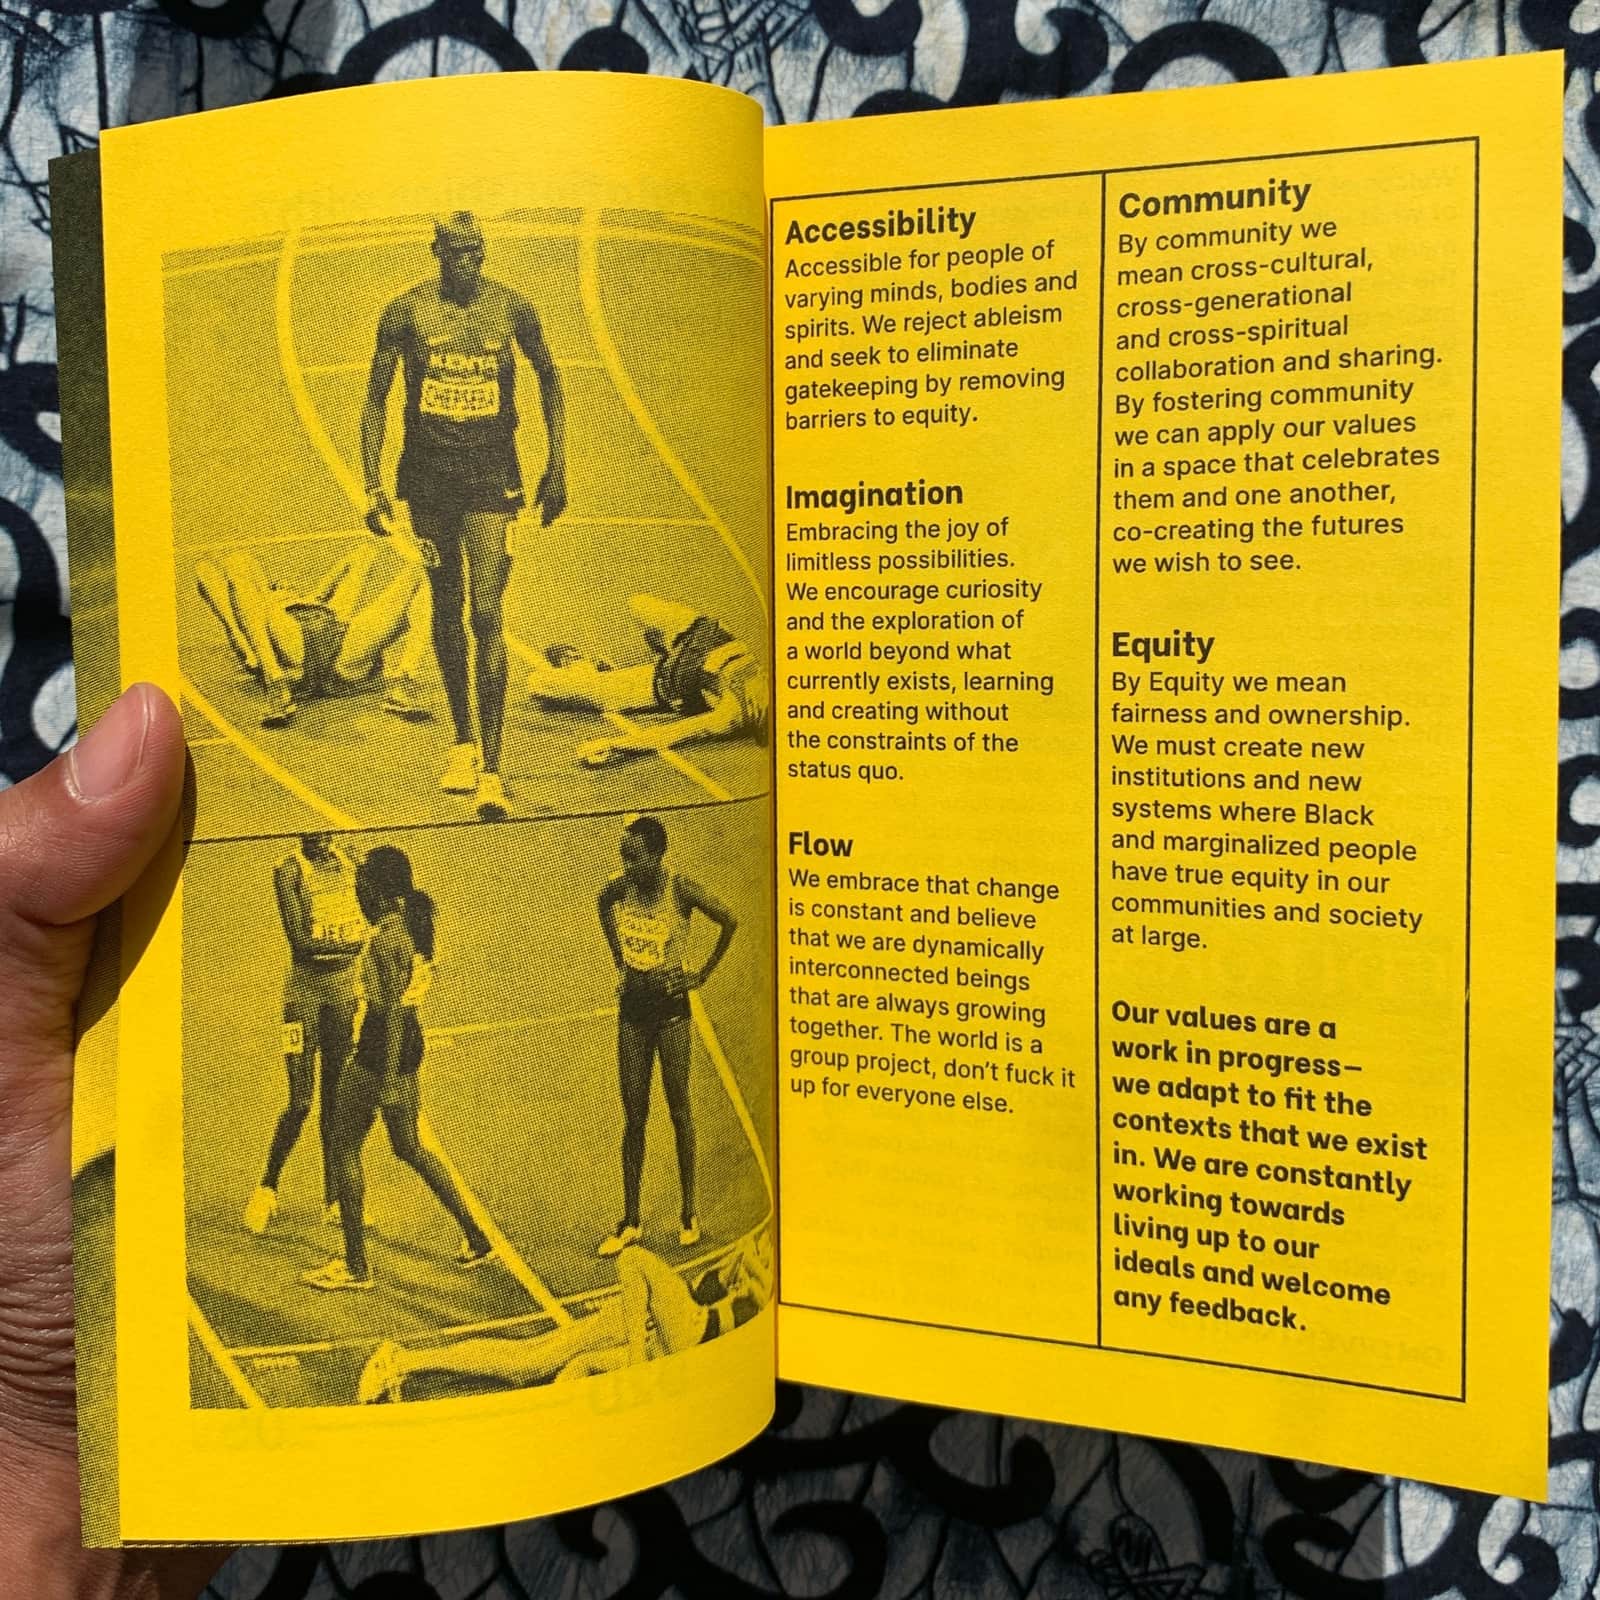 Accessibility
Accessible for people of
varying minds, bodies and
spirits. We reject ableism
and seek to eliminate
gatekeeping by removing
barriers to equity.
Imagination
Embracing the joy of
limitless possibilities.
We encourage curiosity
and the exploration of
a world beyond what
currently exists, learning
and creating without
the constraints of the
status quo.
Flow
We embrace that change
is constant and believe
that we are dynamically
interconnected beings
that are always growing
together. The world is a
group project, don't fuck it
up for everyone else.
Community
By community we
mean cross-cultural,
cross-generational
and cross-spiritual
collaboration and sharing.
By fostering community
we can apply our values
in a space that celebrates
them and one another,
co-creating the futures
we wish to see.
Equity
By Equity we mean
fairness and ownership.
We must create new
institutions and new
systems where Black
and marginalized people
have true equity in our
communities and society
at large.
Our values are a
work in progress—
we adapt to fit the
contexts that we exist
in. We are constantly
working towards
living up to our
ideals and welcome
any feedback.